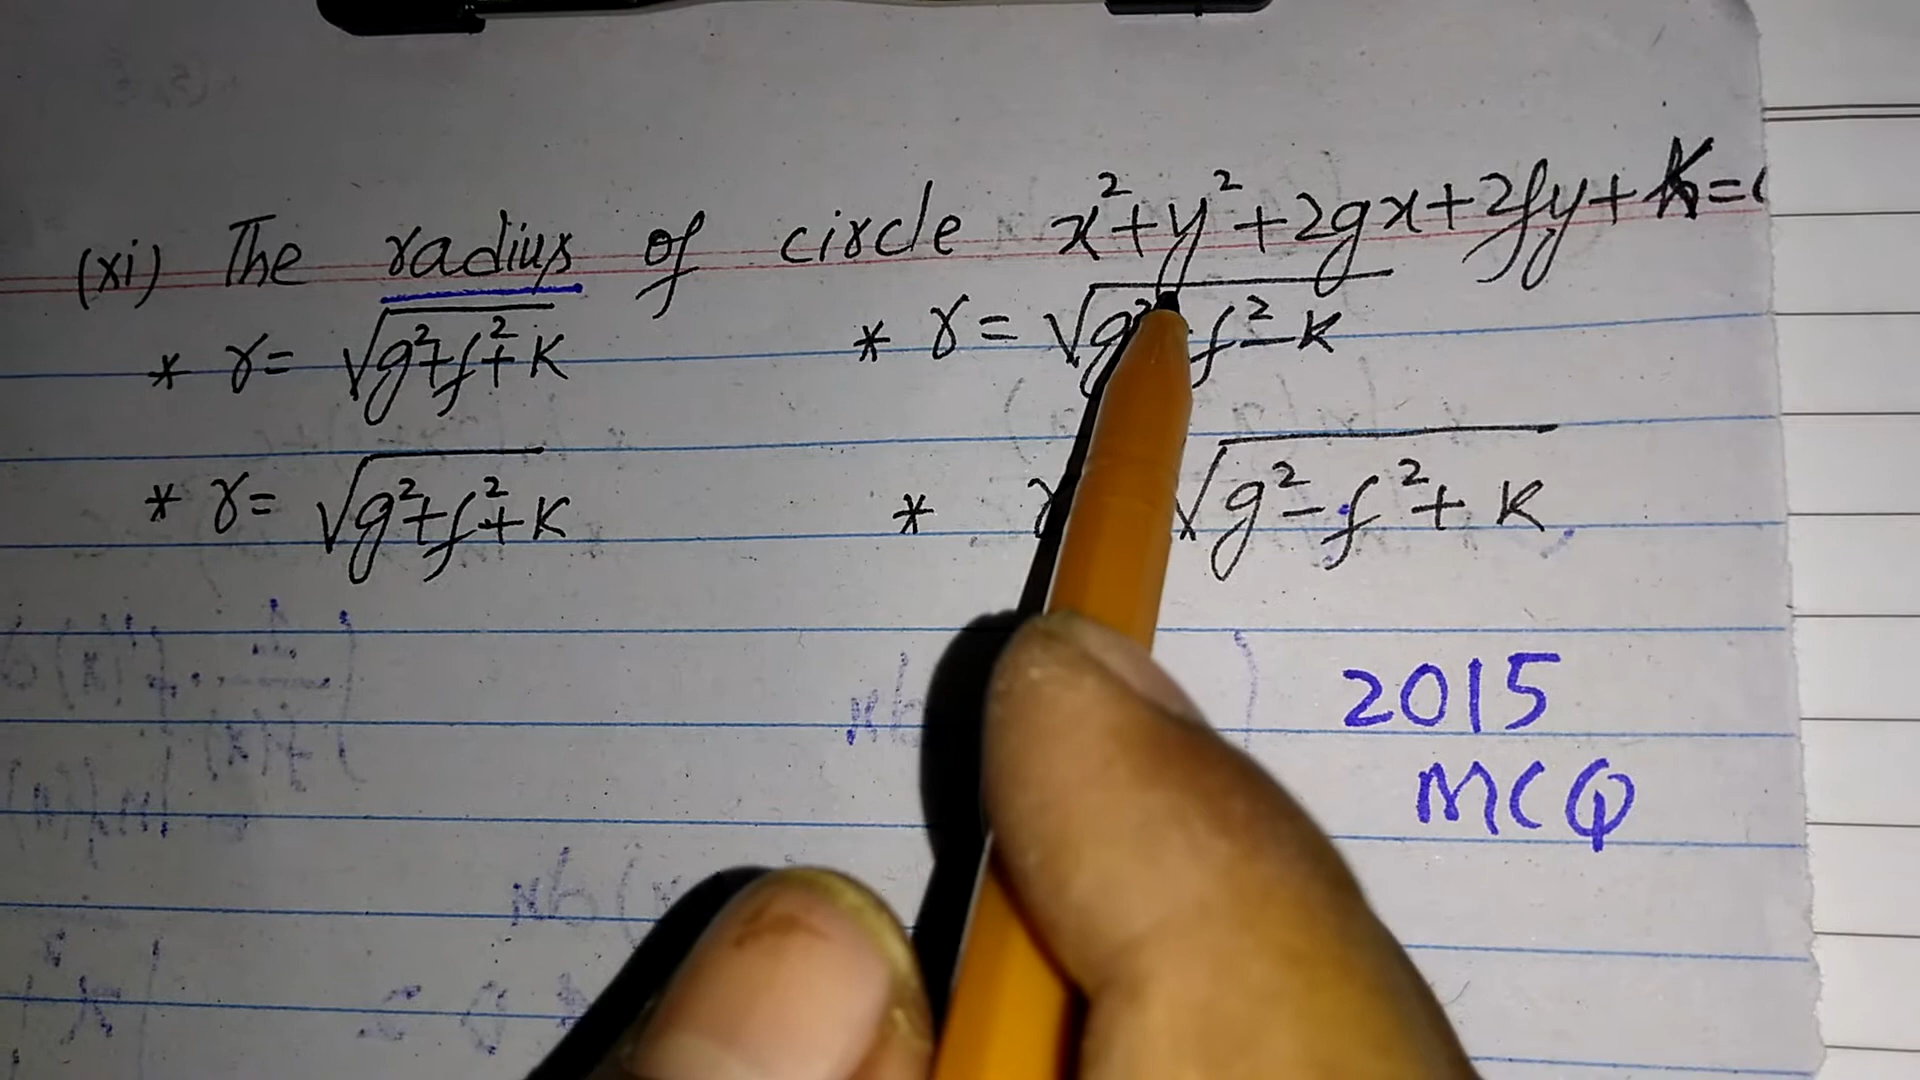 (xi) The radius of circle x²+y²+2gx+2fy+K=
* r= √g²+f²+K * r= √g² f²-K
* r= √g²+f²+K * √g²-f²+K
2015
MCQ